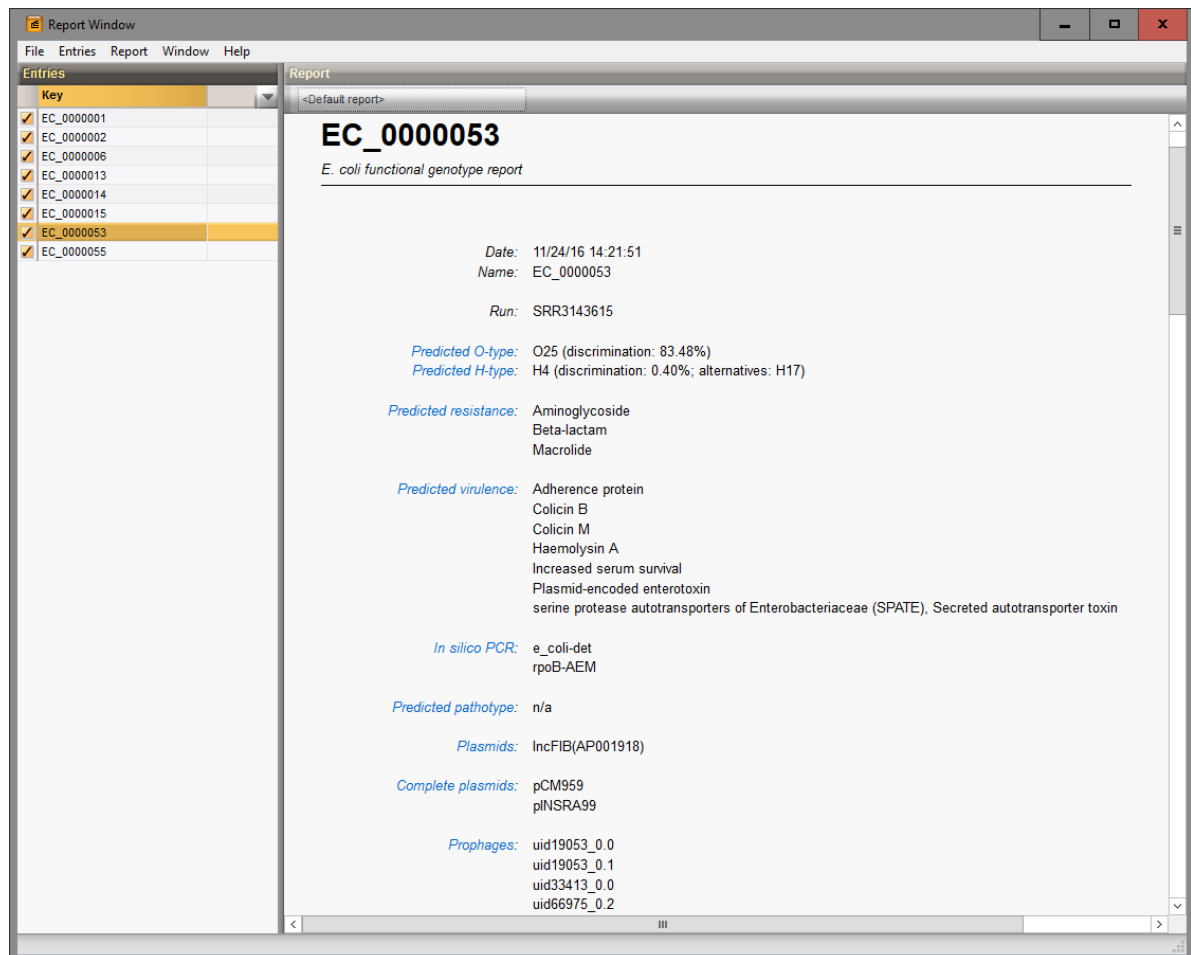 Report Window
File Entries Report Window Help
Entries
Key
EC_0000001
EC_0000002
EC_0000006
EC_0000013
EC_0000014
EC_0000015
EC_0000053
EC_0000055
Report
<Default report>
EC_0000053
E. coli functional genotype report
Date: 11/24/16 14:21:51
Name: EC_0000053
Run: SRR3143615
Predicted O-type: O25 (discrimination: 83.48%)
Predicted H-type: H4 (discrimination: 0.40%; alternatives: H17)
Predicted resistance: Aminoglycoside
Beta-lactam
Macrolide
Predicted virulence: Adherence protein
Colicin B
Colicin M
Haemolysin A
Increased serum survival
Plasmid-encoded enterotoxin
serine protease autotransporters of Enterobacteriaceae (SPATE), Secreted autotransporter toxin
In silico PCR: e_coli-det
rpoB-AEM
Predicted pathotype: n/a
Plasmids: IncFIB(AP001918)
Complete plasmids: pCM959
pINSRA99
Prophages: uid19053_0.0
uid19053_0.1
uid33413_0.0
uid66975_0.2